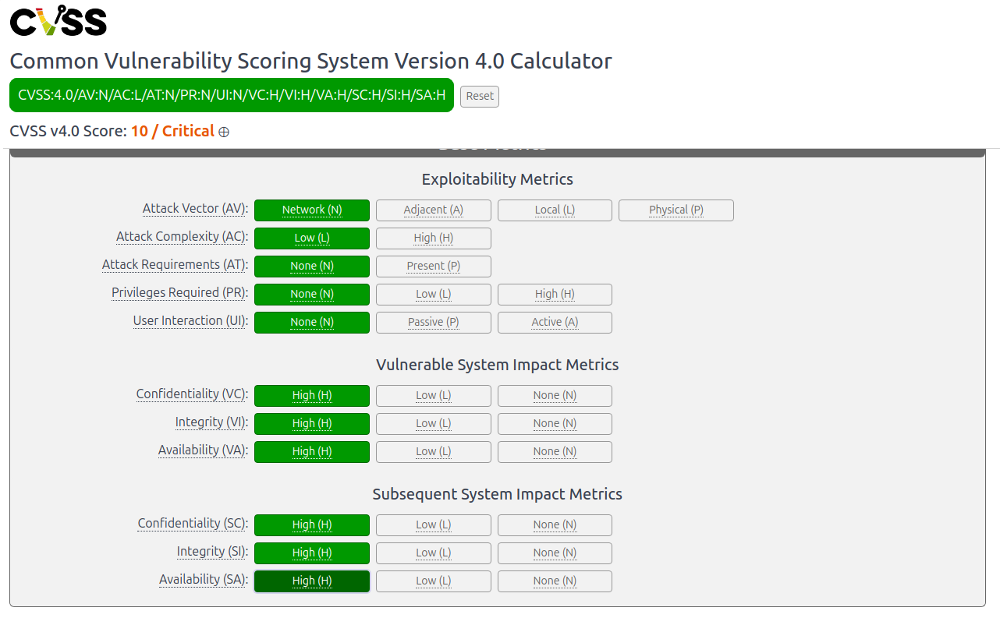 CVSS
Common Vulnerability Scoring System Version 4.0 Calculator
CVSS:4.0/AV:N/AC:L/AT:N/PR:N/UI:N/VC:H/VI:H/VA:H/SC:H/SI:H/SA:H Reset
CVSS v4.0 Score: 10 / Critical ⊕
Exploitability Metrics
Attack Vector (AV): Network (N) Adjacent (A) Local (L) Physical (P)
Attack Complexity (AC): Low (L) High (H)
Attack Requirements (AT): None (N) Present (P)
Privileges Required (PR): None (N) Low (L) High (H)
User Interaction (UI): None (N) Passive (P) Active (A)
Vulnerable System Impact Metrics
Confidentiality (VC): High (H) Low (L) None (N)
Integrity (VI): High (H) Low (L) None (N)
Availability (VA): High (H) Low (L) None (N)
Subsequent System Impact Metrics
Confidentiality (SC): High (H) Low (L) None (N)
Integrity (SI): High (H) Low (L) None (N)
Availability (SA): High (H) Low (L) None (N)